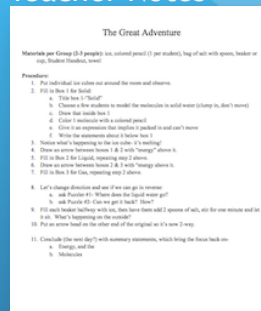 Teacher Notes
The Great Adventure
Materials per Group (2-3 people): ice, colored pencil (1 per student), bag of salt with spoon, beaker or
cup, Student Handout, towel
Procedure:
1. Put individual ice cubes out around the room and observe.
2. Fill in Box 1 for Solid:
a. Title box 1-"Solid"
b. Choose a few students to model the molecules in solid water (clump in, don't move)
c. Draw that inside box 1
d. Color 1 molecule with a colored pencil
e. Give it an expression that implies it packed in and can't move
f. Write the statements about it below box 1
3. Notice what's happening to the ice cube- it's melting!
4. Draw an arrow between boxes 1 & 2 with "energy" above it.
5. Fill in Box 2 for Liquid, repeating step 2 above.
6. Draw an arrow between boxes 2 & 3 with "energy above it.
7. Fill in Box 3 for Gas, repeating step 2 above.
8. Let's change direction and see if we can go in reverse
a. ask Puzzler #1- Where does the liquid water go?
b. ask Puzzle #2- Can we get it back? How?
9. Fill each beaker halfway with ice, then have them add 2 spoons of salt, stir for one minute and let
it sit. What's happening on the outside?
10. Put an arrow head on the other end of the original so it's now 2-way.
11. Conclude (the next day?) with summary statements, which bring the focus back on:
a. Energy, and the
b. Molecules